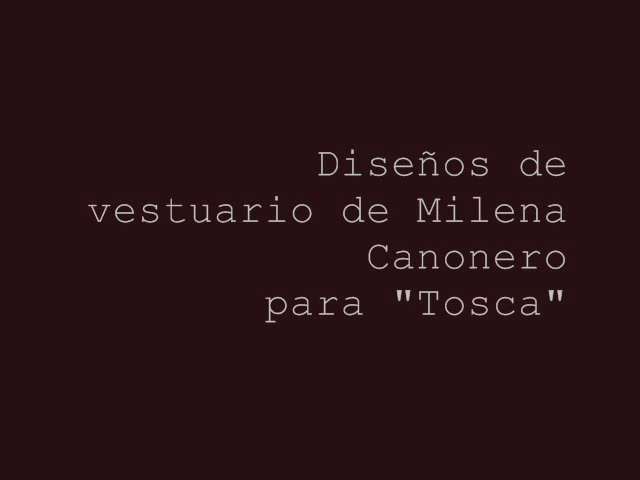 Diseños de
vestuario de Milena
Canonero
para "Tosca"